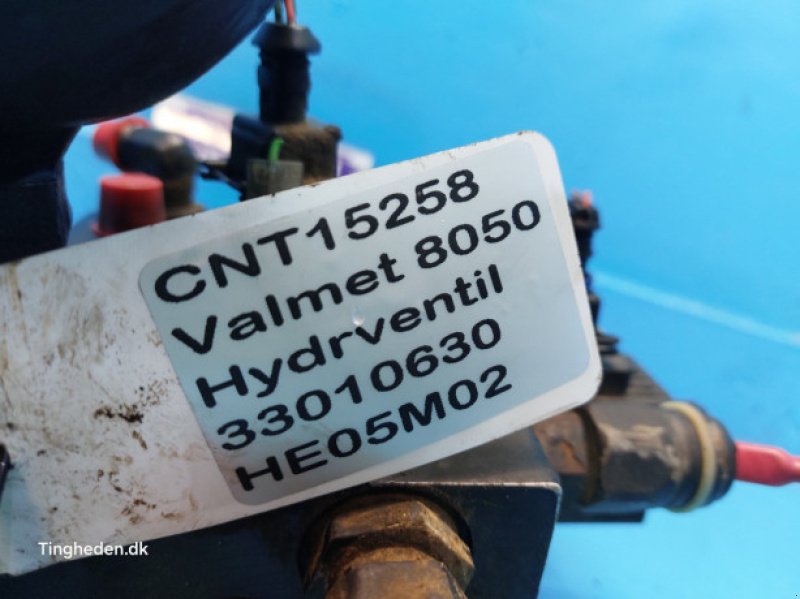 CNT15258
Valmet 8050
Hydrventil
33010630
HE05M02
Tingheden.dk